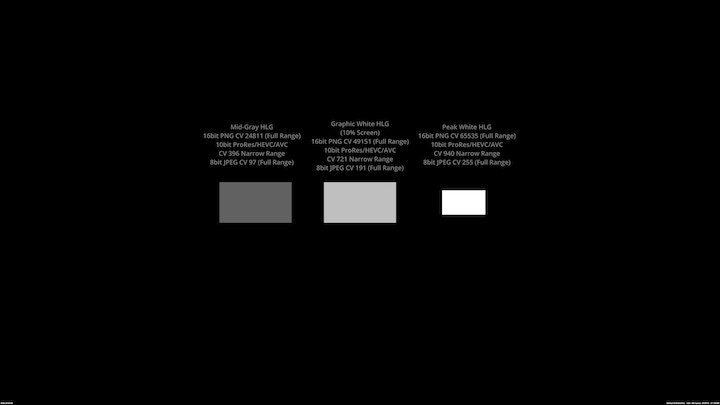 Mid-Gray HLG
16bit PNG CV 24811 (Full Range)
10bit ProRes/HEVC/AVC
CV 396 Narrow Range
8bit JPEG CV 97 (Full Range)
Graphic White HLG
(10% Screen)
16bit PNG CV 49151 (Full Range)
10bit ProRes/HEVC/AVC
CV 721 Narrow Range
8bit JPEG CV 191 (Full Range)
Peak White HLG
16bit PNG CV 65535 (Full Range)
10bit ProRes/HEVC/AVC
CV 940 Narrow Range
8bit JPEG CV 255 (Full Range)